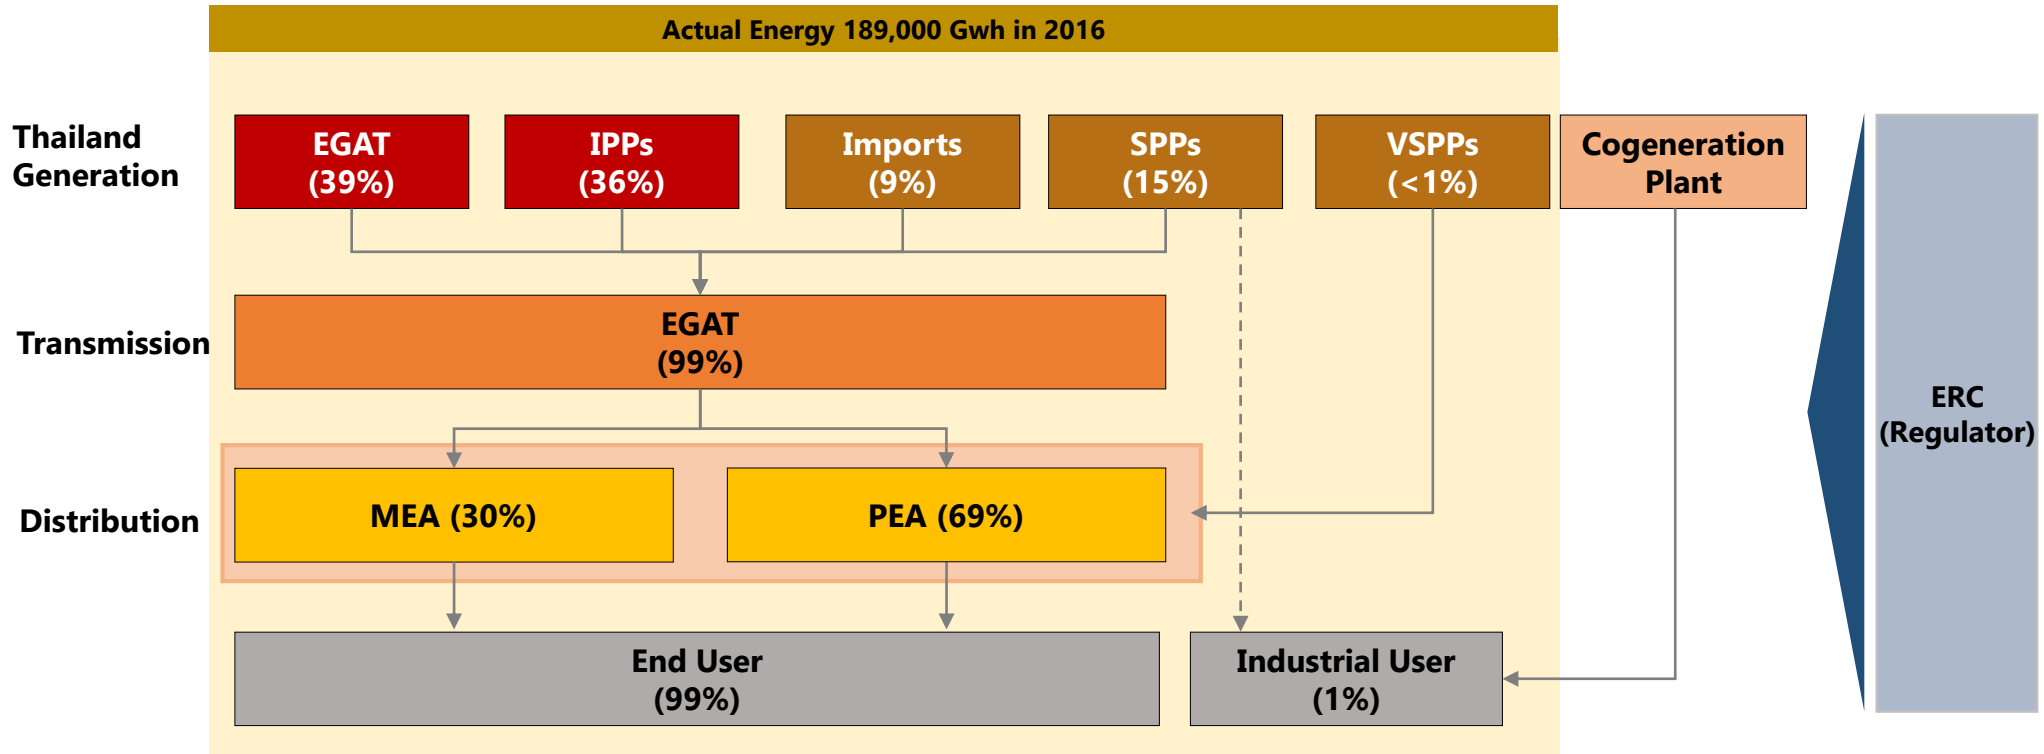 Actual Energy 189,000 Gwh in 2016
Thailand
Generation
EGAT
(39%)
IPPs
(36%)
Imports
(9%)
SPPs
(15%)
VSPPs
(<1%)
Cogeneration
Plant
Transmission
EGAT
(99%)
ERC
(Regulator)
Distribution
MEA (30%)
PEA (69%)
End User
(99%)
Industrial User
(1%)